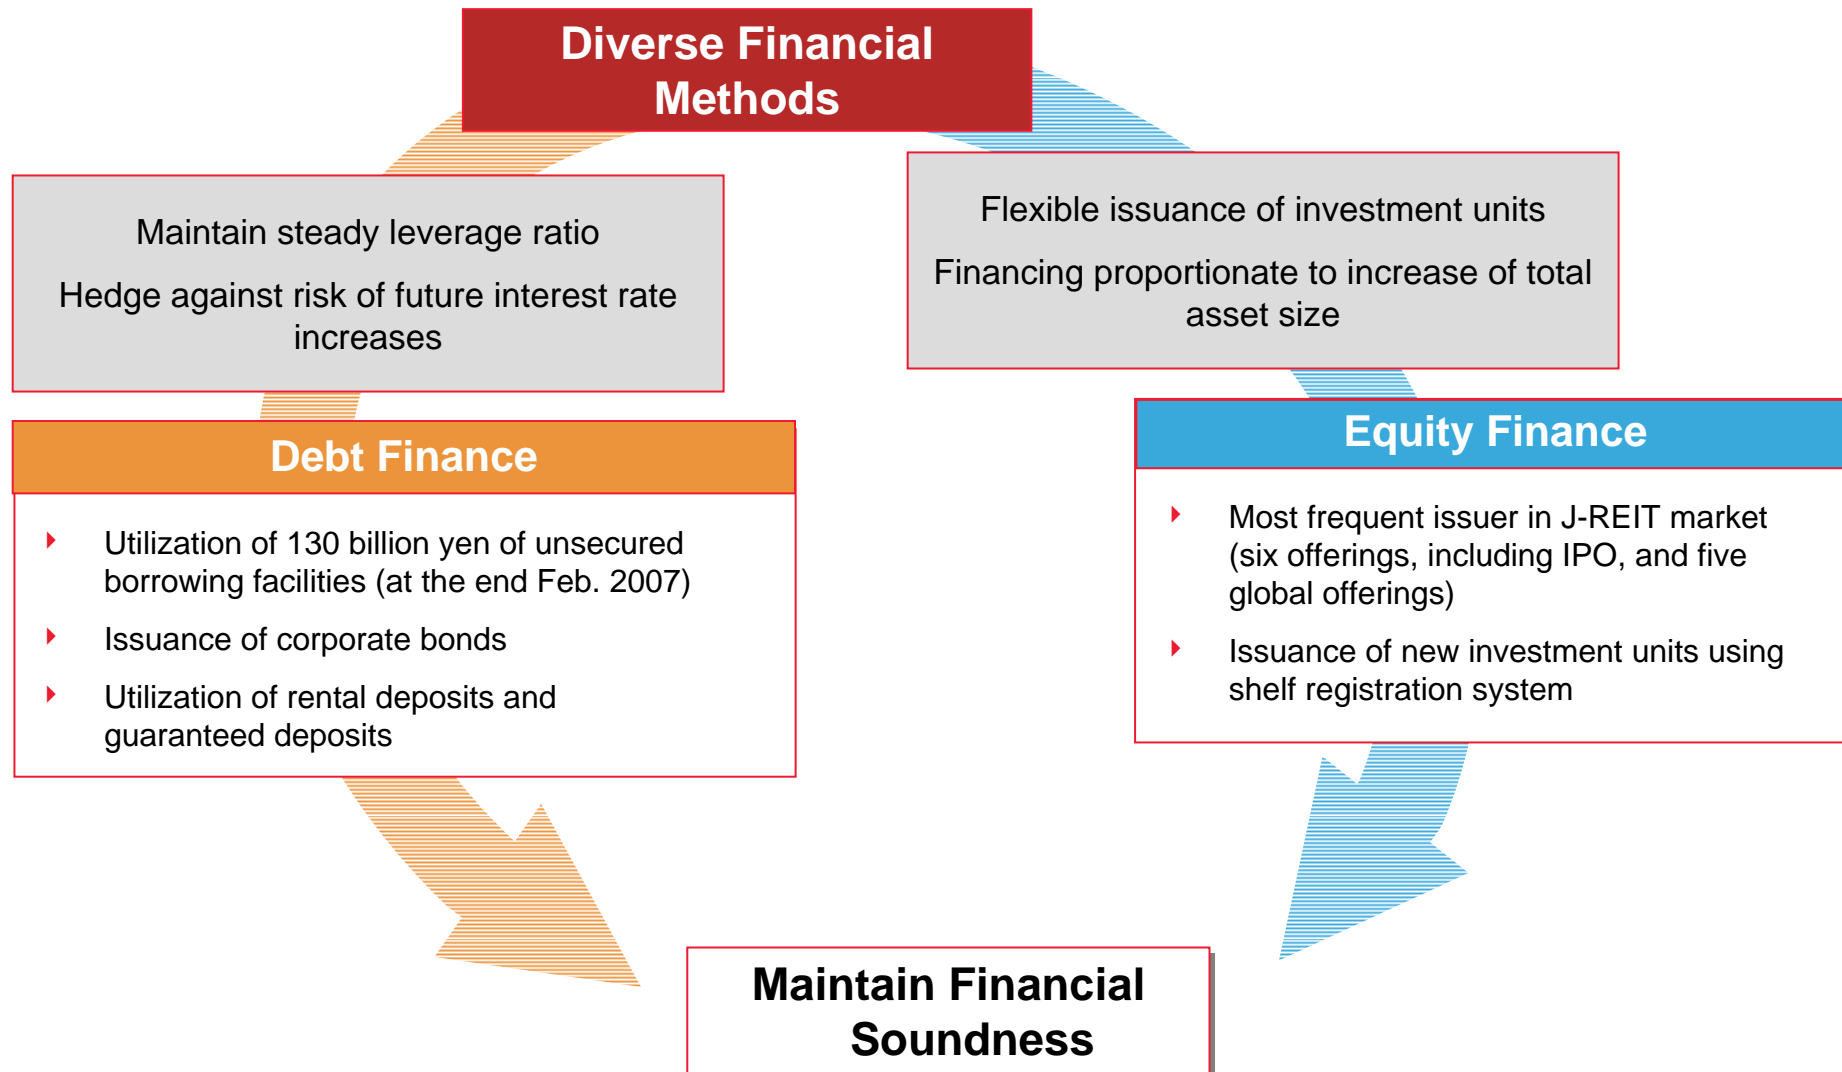 Diverse Financial
Methods
Maintain steady leverage ratio
Hedge against risk of future interest rate
increases
Flexible issuance of investment units
Financing proportionate to increase of total
asset size
Debt Finance
Utilization of 130 billion yen of unsecured
borrowing facilities (at the end Feb. 2007)
Issuance of corporate bonds
Utilization of rental deposits and
guaranteed deposits
Equity Finance
Most frequent issuer in J-REIT market
(six offerings, including IPO, and five
global offerings)
Issuance of new investment units using
shelf registration system
Maintain Financial
Soundness